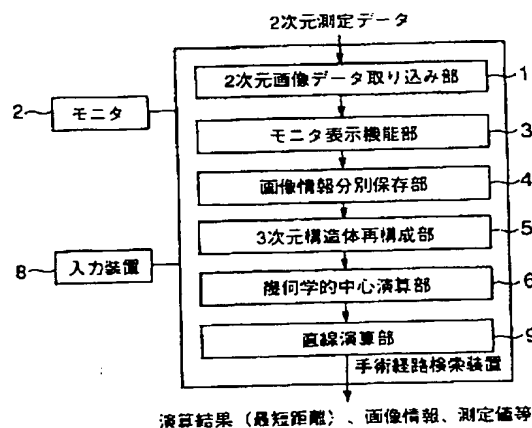 2次元測定データ
2次元画像データ取り込み部
1
2
モニタ
モニタ表示機能部
3
画像情報分別保存部
4
3次元構造体再構成部
5
8
入力装置
幾何学的中心演算部
6
直線演算部
9
手術経路検索装置
演算結果(最短距離)、画像情報、測定値等